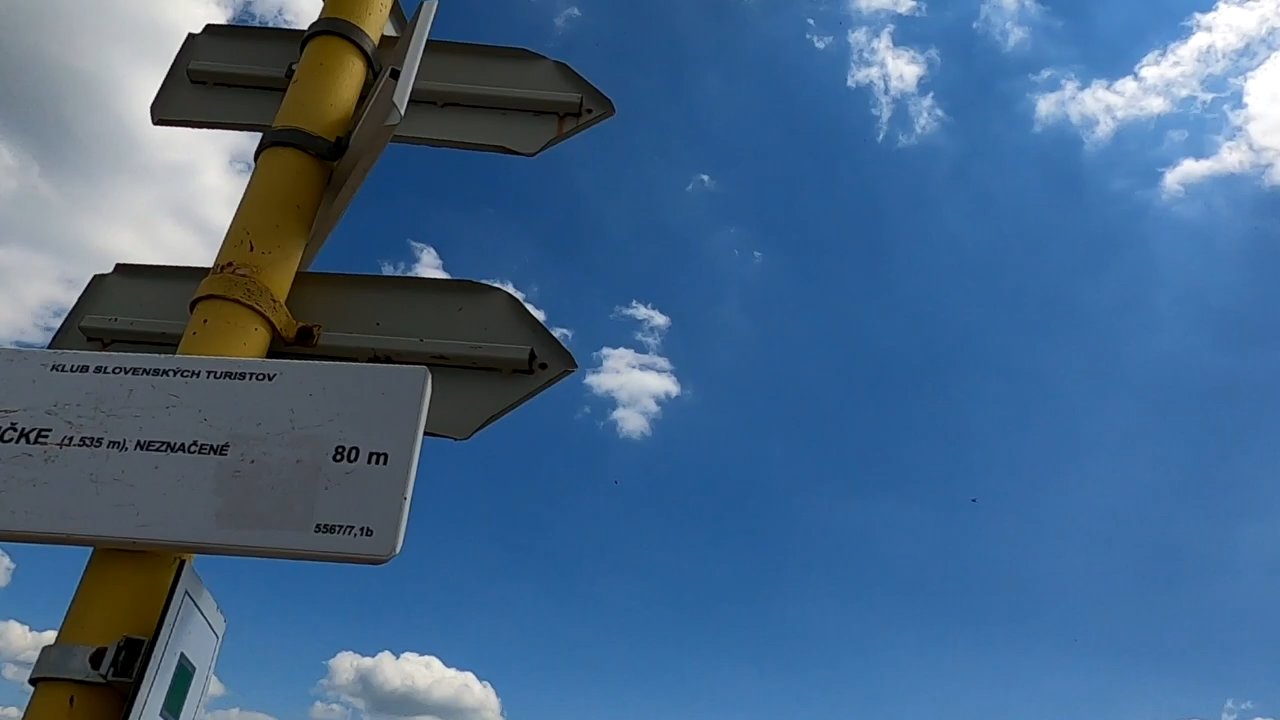 KLUB SLOVENSKÝCH TURISTOV
ČKE (1.535 m), NEZNAČENÉ 80 m
5567/7,1b